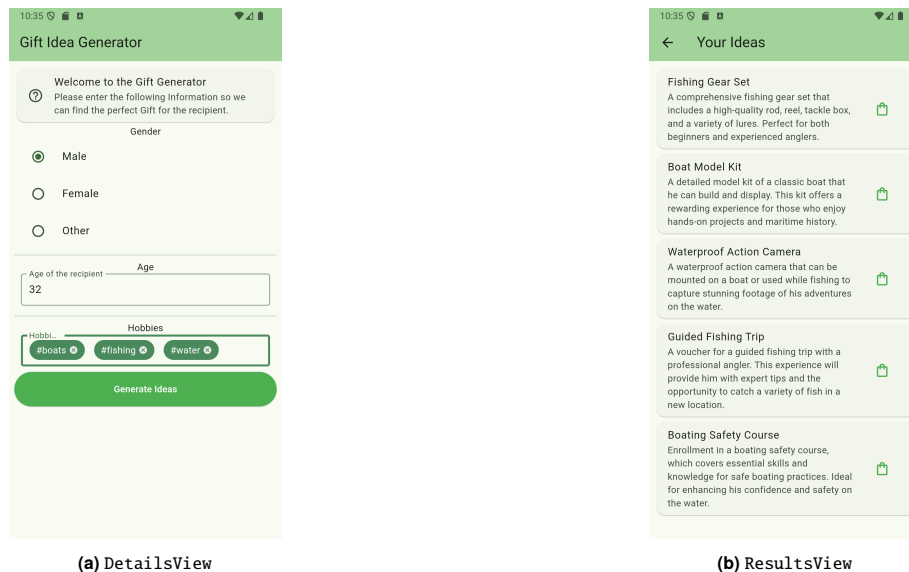 10:35
Gift Idea Generator
Welcome to the Gift Generator
Please enter the following Information so we
can find the perfect Gift for the recipient.
Gender
Male
Female
Other
Age
Age of the recipient
32
Hobbies
Hobbi...
#boats #fishing #water
Generate Ideas
(a) DetailsView
10:35
Your Ideas
Fishing Gear Set
A comprehensive fishing gear set that
includes a high-quality rod, reel, tackle box,
and a variety of lures. Perfect for both
beginners and experienced anglers.
Boat Model Kit
A detailed model kit of a classic boat that
he can build and display. This kit offers a
rewarding experience for those who enjoy
hands-on projects and maritime history.
Waterproof Action Camera
A waterproof action camera that can be
mounted on a boat or used while fishing to
capture stunning footage of his adventures
on the water.
Guided Fishing Trip
A voucher for a guided fishing trip with a
professional angler. This experience will
provide him with expert tips and the
opportunity to catch a variety of fish in a
new location.
Boating Safety Course
Enrollment in a boating safety course,
which covers essential skills and
knowledge for safe boating practices. Ideal
for enhancing his confidence and safety on
the water.
(b) ResultsView